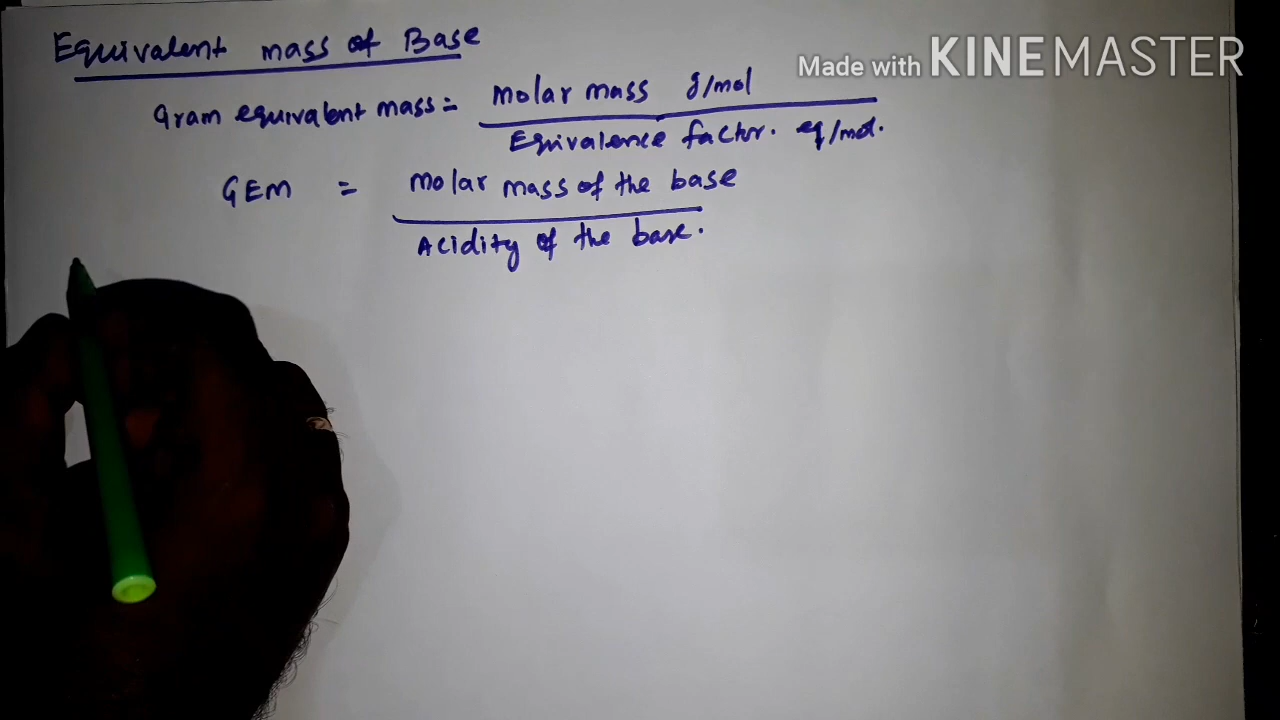 Equivalent mass of Base
Made with KINEMASTER
Gram equivalent mass = molar mass g/mol
Equivalence factor. eq/mol.
GEM = molar mass of the base
Acidity of the base.